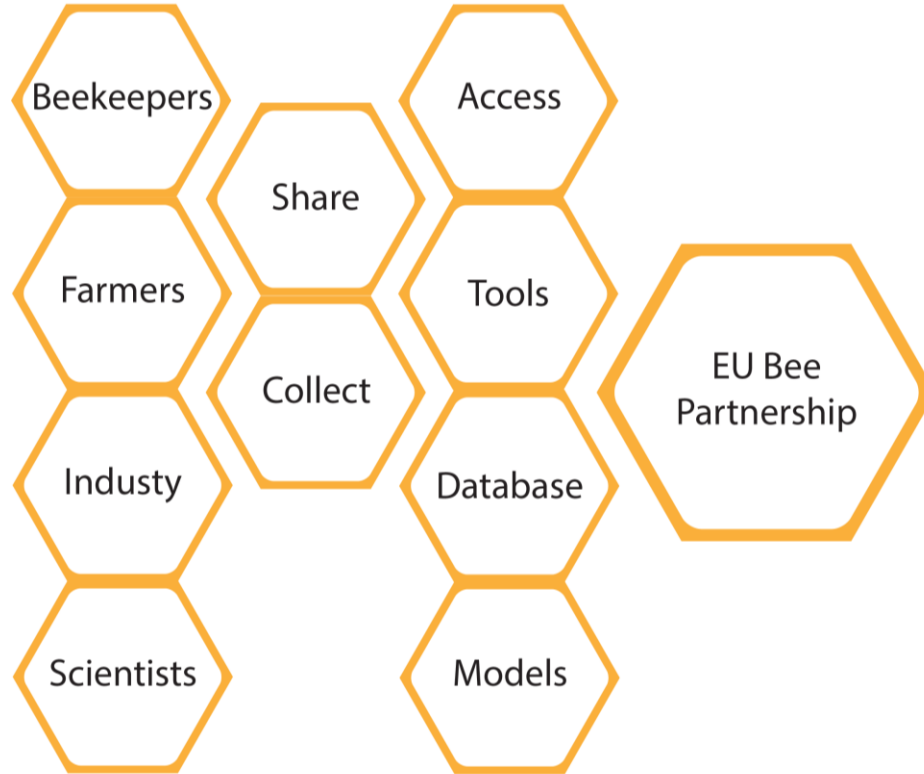 Beekeepers
Farmers
Industy
Scientists
Share
Collect
Access
Tools
Database
Models
EU Bee
Partnership